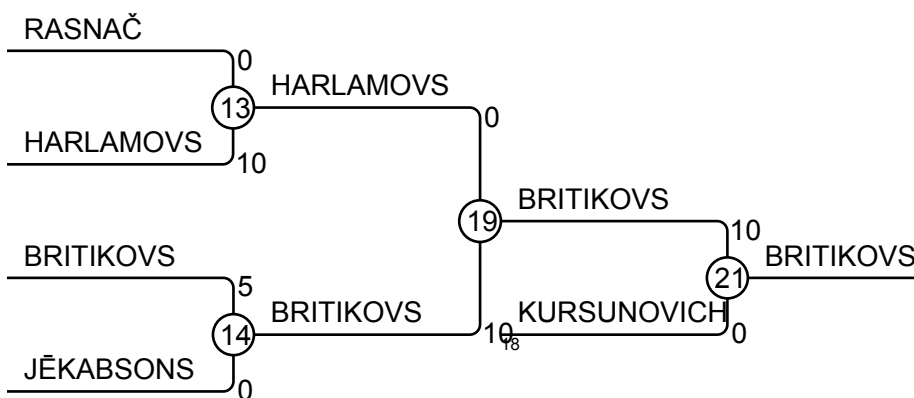 RASNAČ
0
13
HARLAMOVS
0
HARLAMOVS
10
19
BRITIKOVS
10
BRITIKOVS
5
14
BRITIKOVS
10
JĒKABSONS
0
18
KURSUNOVICH
0
21
BRITIKOVS